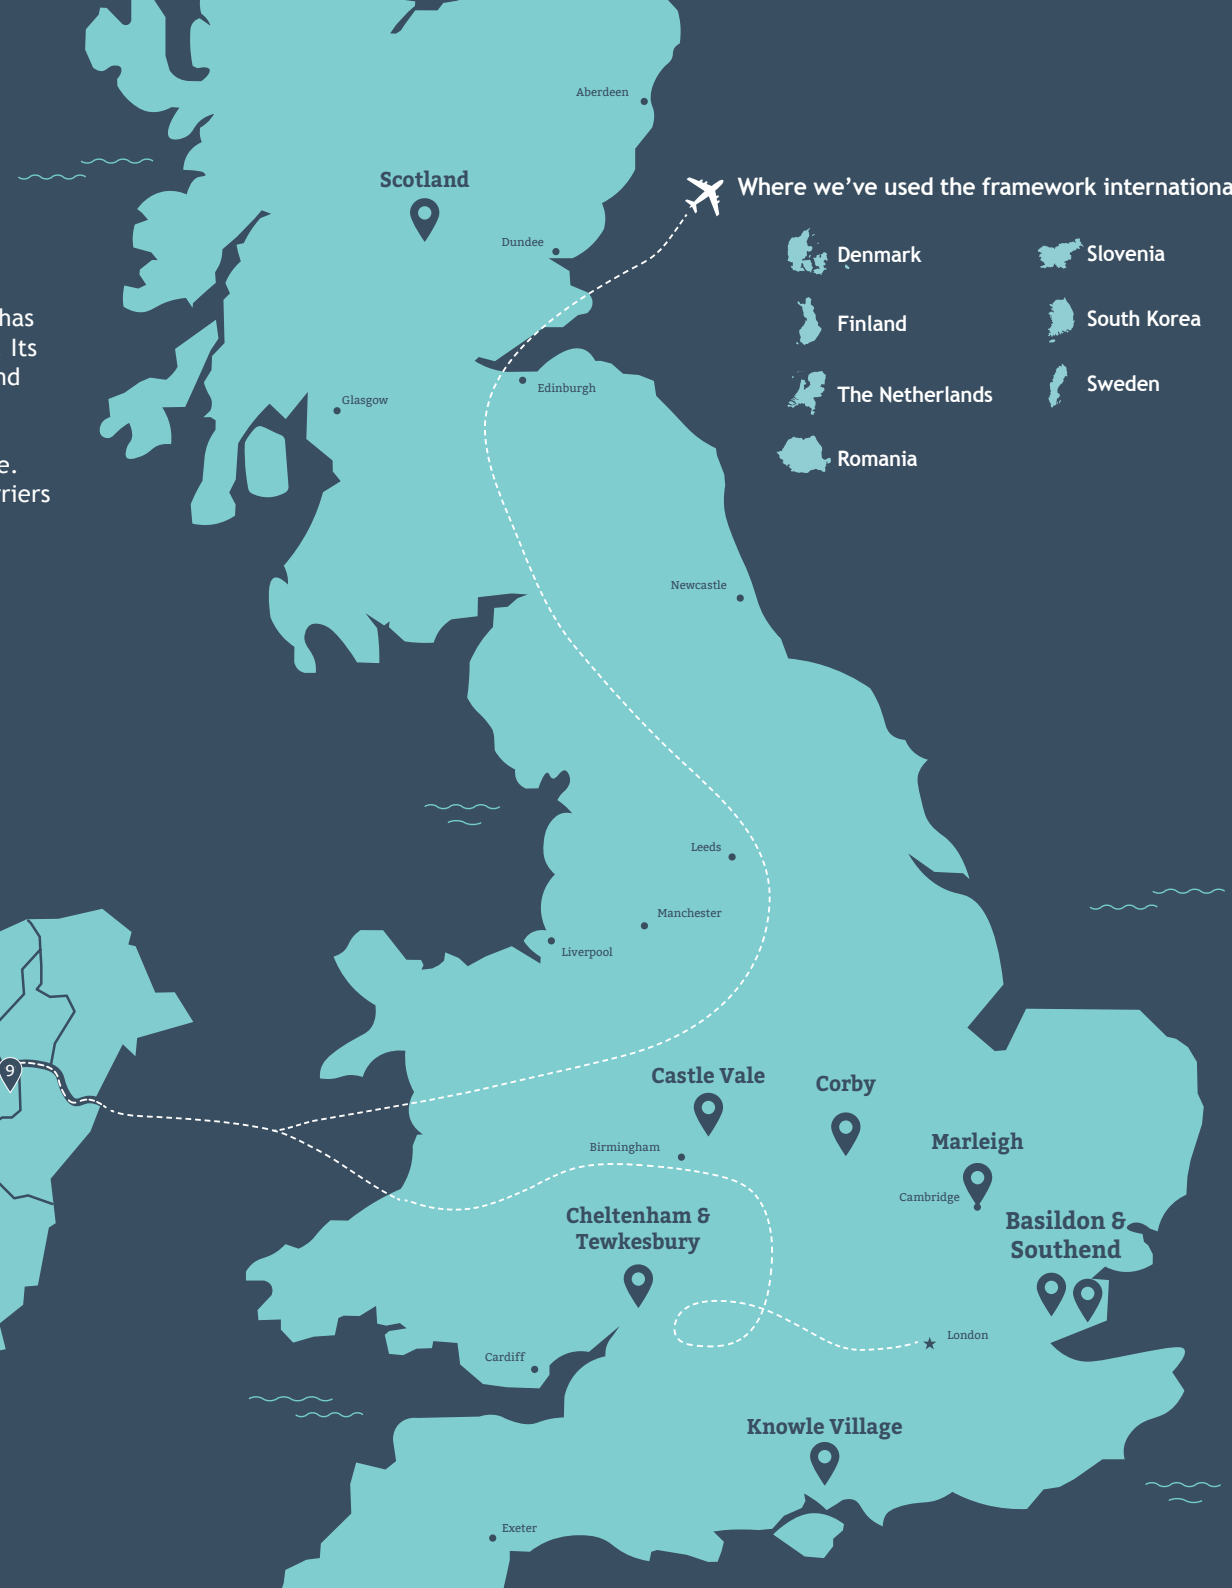 Aberdeen
Scotland
Where we've used the framework internationa
Dundee
Denmark
Slovenia
has
Finland
South Korea
Its
nd
Edinburgh
Sweden
The Netherlands
Glasgow
Romania
e.
riers
Newcastle
Leeds
Manchester
Liverpool
9
Castle Vale
Corby
Marleigh
Birmingham
Cambridge
Cheltenham &
Tewkesbury
Basildon &
Southend
London
Cardiff
Knowle Village
Exeter